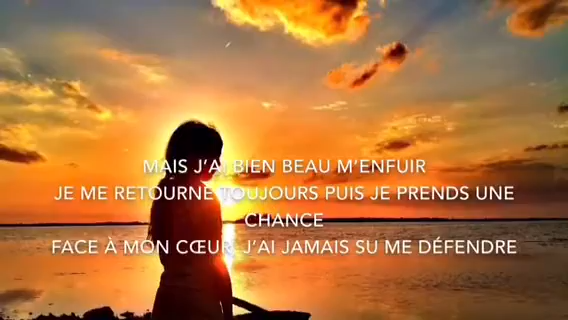 MAIS J'AI BIEN BEAU M'ENFUIR
JE ME RETOURNE TOUJOURS PUIS JE PRENDS UNE
CHANCE
FACE À MON CŒUR, J'AI JAMAIS SU ME DÉFENDRE